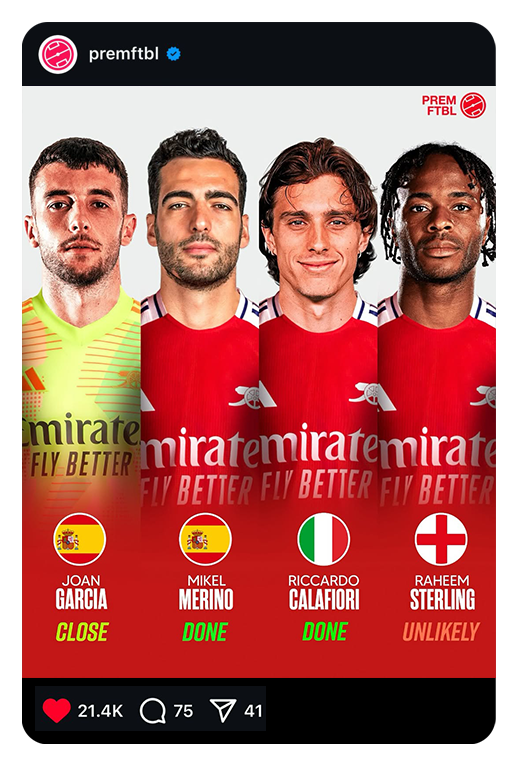 premftbl
PREM
FTBL
Emirates
FLY BETTER
Emirates
FLY BETTER
Emirates
FLY BETTER
Emirates
FLY BETTER
JOAN
GARCIA
CLOSE
MIKEL
MERINO
DONE
RICCARDO
CALAFIORI
DONE
RAHEEM
STERLING
UNLIKELY
21.4K 75 41